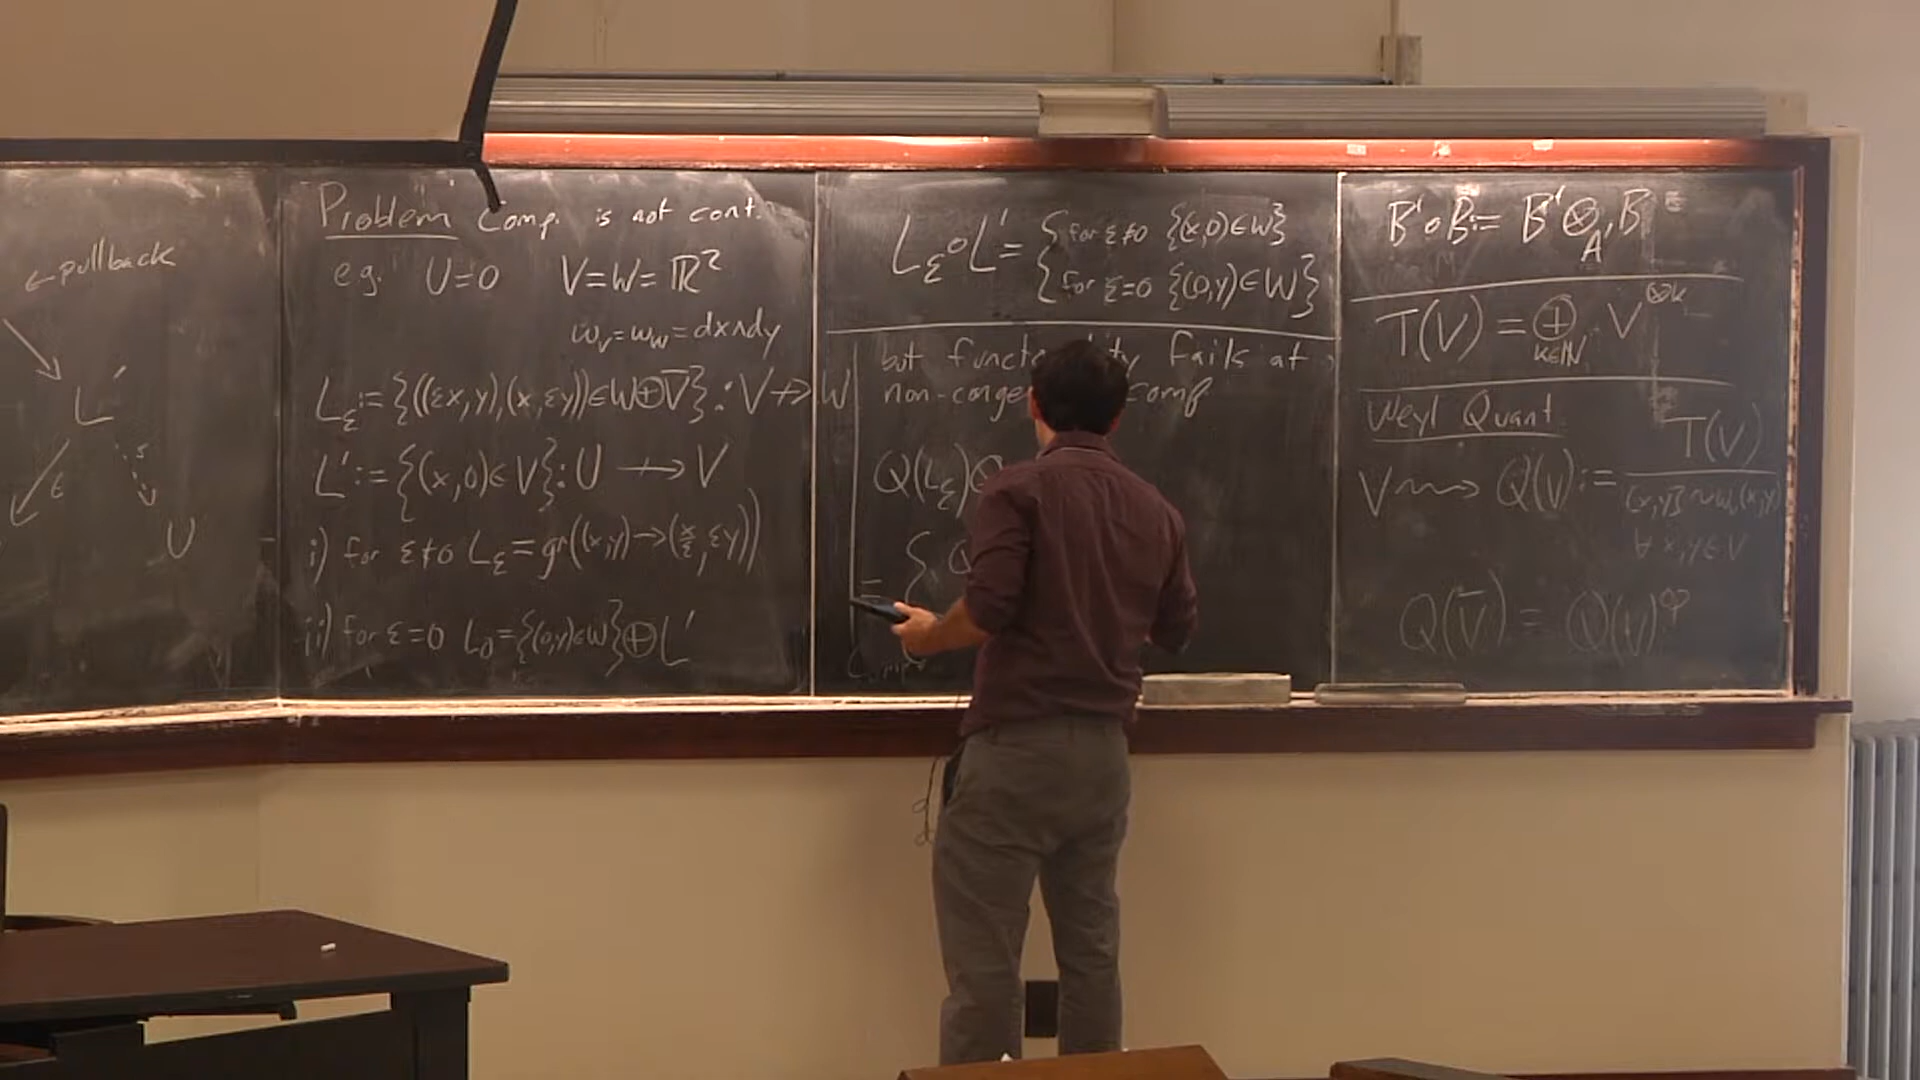 ← pullback
L'
t
s
U
Problem Comp. is not cont.
e.g. U=0 V=W=ℝ²
ω_V=ω_W=dx∧dy
L_ε:={((εx,y),(x,εy))∈W⊕V̅}:V↛W
L':={(x,0)∈V}:U⇸V
i) for ε≠0 L_ε=gr((x,y)→(x/ε,εy))
ii) for ε=0 L₀={(0,y)∈W}⊕L'
L_ε∘L'={for ε≠0 {(x,0)∈W}
{for ε=0 {(0,y)∈W}
but fails at
non-conge comp
Q(L_ε)
= {
B'∘B:=B'⊗_A'B
T(V)=⊕_{k∈ℕ} V^{⊗k}
Weyl Quant
V⇝Q(V):=T(V)/[x,y]~ω(x,y)
∀x,y∈V
Q(V̅)=Q(V)^{op}